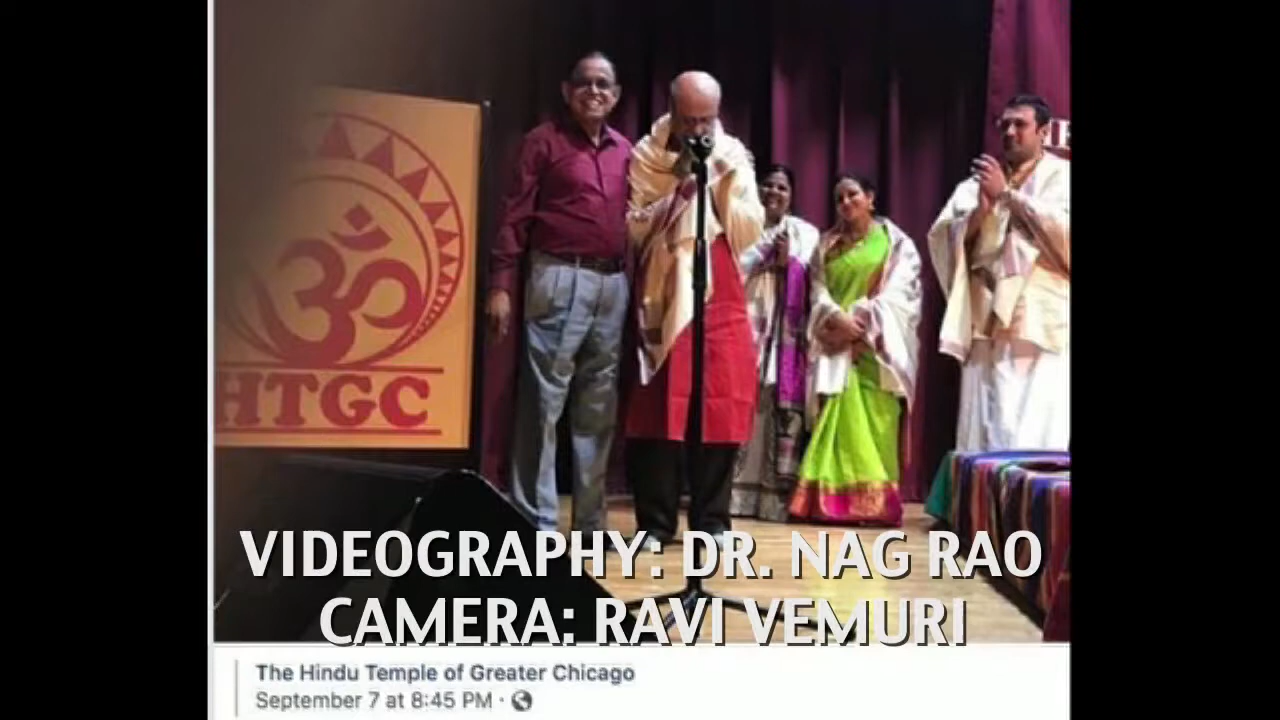 ॐ
HTGC
VIDEOGRAPHY: DR. NAG RAO
CAMERA: RAVI VEMURI
The Hindu Temple of Greater Chicago
September 7 at 8:45 PM ·